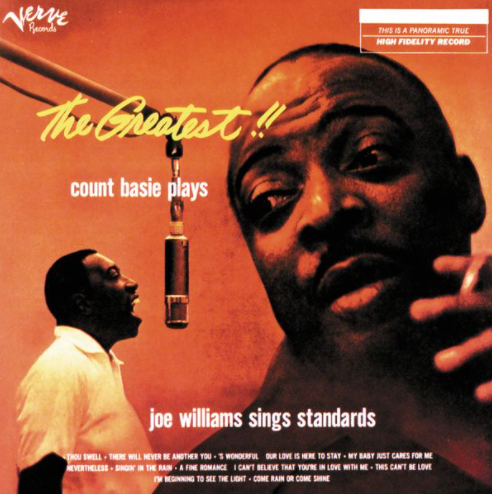 Verve
Records
THIS IS A PANORAMIC TRUE
HIGH FIDELITY RECORD
The Greatest!!
count basie plays
joe williams sings standards
THOU SWELL • THERE WILL NEVER BE ANOTHER YOU • 'S WONDERFUL OUR LOVE IS HERE TO STAY • MY BABY JUST CARES FOR ME
NEVERTHELESS • SINGIN' IN THE RAIN • A FINE ROMANCE I CAN'T BELIEVE THAT YOU'RE IN LOVE WITH ME • THIS CAN'T BE LOVE
I'M BEGINNING TO SEE THE LIGHT • COME RAIN OR COME SHINE